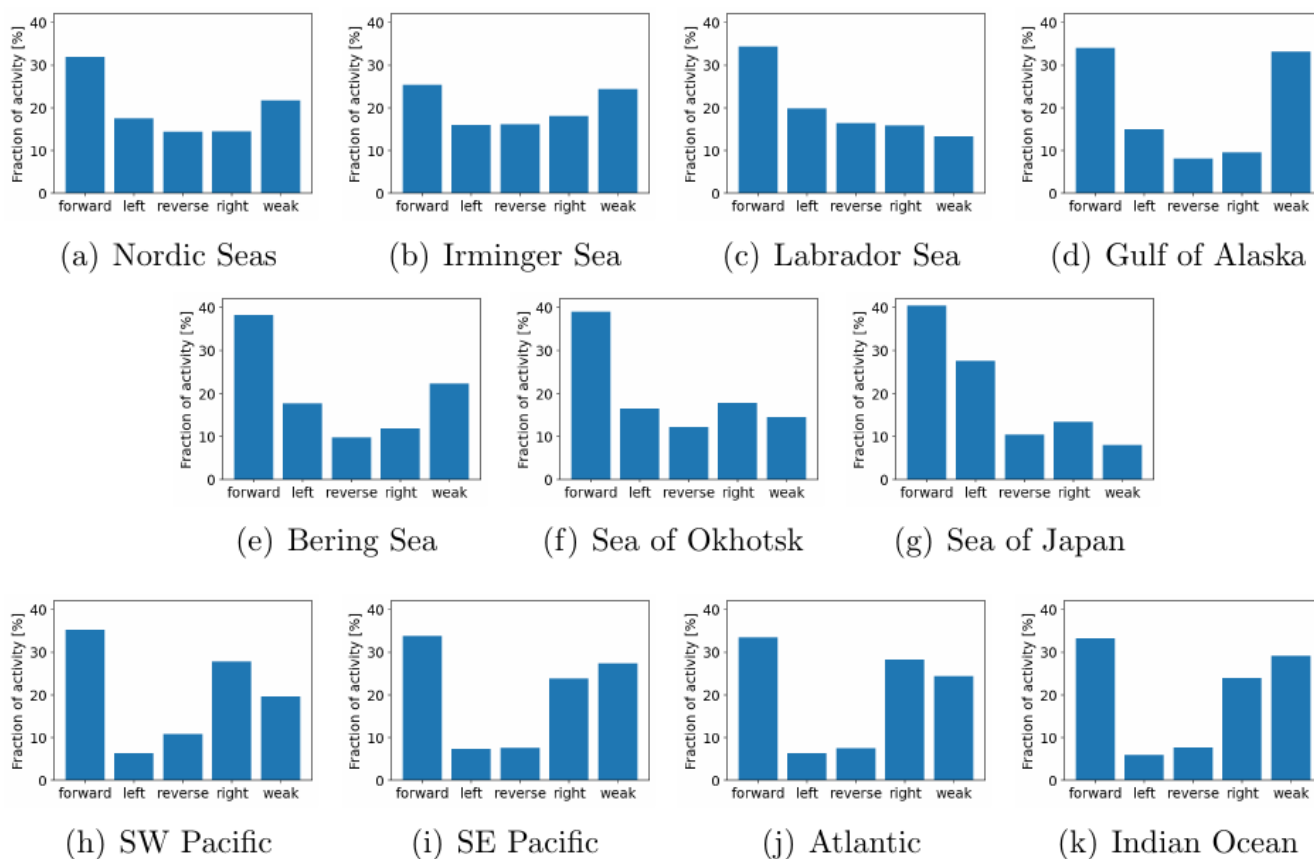 Fraction of activity [%]
40
30
20
10
0
forward left reverse right weak
(a) Nordic Seas
Fraction of activity [%]
40
30
20
10
0
forward left reverse right weak
(b) Irminger Sea
Fraction of activity [%]
40
30
20
10
0
forward left reverse right weak
(c) Labrador Sea
Fraction of activity [%]
40
30
20
10
0
forward left reverse right weak
(d) Gulf of Alaska
Fraction of activity [%]
40
30
20
10
0
forward left reverse right weak
(e) Bering Sea
Fraction of activity [%]
40
30
20
10
0
forward left reverse right weak
(f) Sea of Okhotsk
Fraction of activity [%]
40
30
20
10
0
forward left reverse right weak
(g) Sea of Japan
Fraction of activity [%]
40
30
20
10
0
forward left reverse right weak
(h) SW Pacific
Fraction of activity [%]
40
30
20
10
0
forward left reverse right weak
(i) SE Pacific
Fraction of activity [%]
40
30
20
10
0
forward left reverse right weak
(j) Atlantic
Fraction of activity [%]
40
30
20
10
0
forward left reverse right weak
(k) Indian Ocean